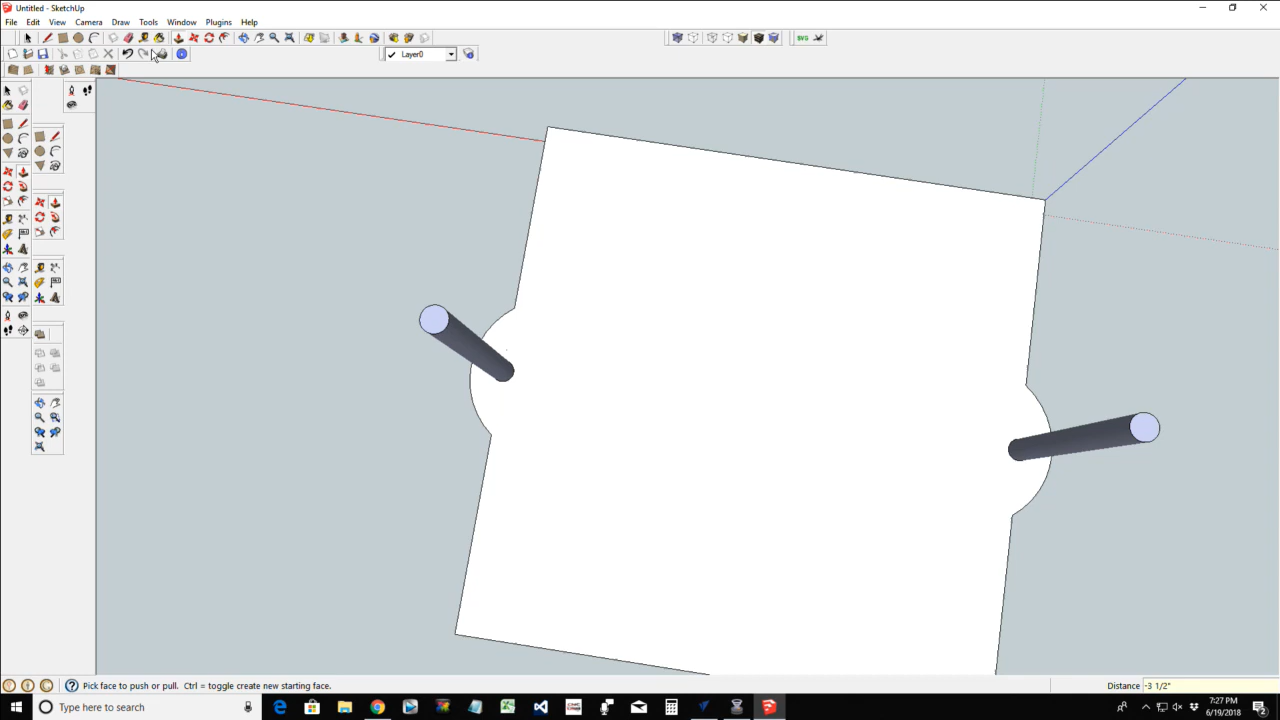 Untitled - SketchUp
File Edit View Camera Draw Tools Window Plugins Help
SVG
Layer0
Pick face to push or pull. Ctrl = toggle create new starting face.
Distance -3 1/2"
Type here to search
7:27 PM
6/19/2018